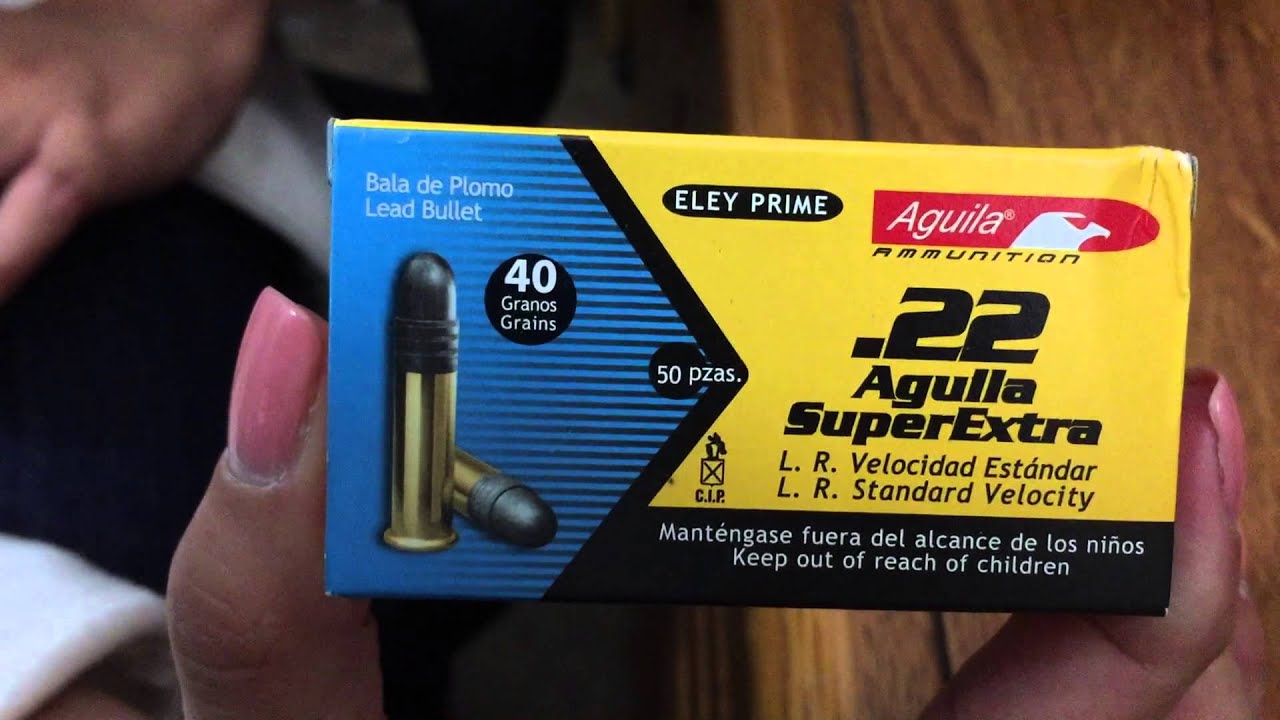 Bala de Plomo
Lead Bullet
40
Granos
Grains
50 pzas.
ELEY PRIME
Aguila®
AMMUNITION
.22
Aguila
SuperExtra
L. R. Velocidad Estándar
L. R. Standard Velocity
C.I.P.
Manténgase fuera del alcance de los niños
Keep out of reach of children